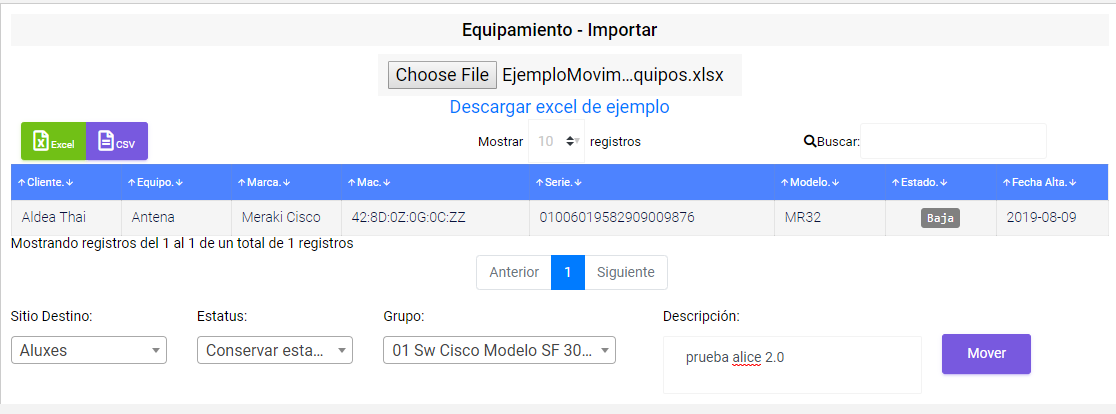 Equipamiento - Importar
Choose File EjemploMovim...quipos.xlsx
Descargar excel de ejemplo
Excel CSV Mostrar 10 registros Buscar:
↑Cliente.↓ ↑Equipo.↓ ↑Marca.↓ ↑Mac.↓ ↑Serie.↓ ↑Modelo.↓ ↑Estado.↓ ↑Fecha Alta.↓
Aldea Thai Antena Meraki Cisco 42:8D:0Z:0G:0C:ZZ 01006019582909009876 MR32 Baja 2019-08-09
Mostrando registros del 1 al 1 de un total de 1 registros
Anterior 1 Siguiente
Sitio Destino: Estatus: Grupo: Descripción:
Aluxes Conservar esta... 01 Sw Cisco Modelo SF 30... prueba alice 2.0 Mover